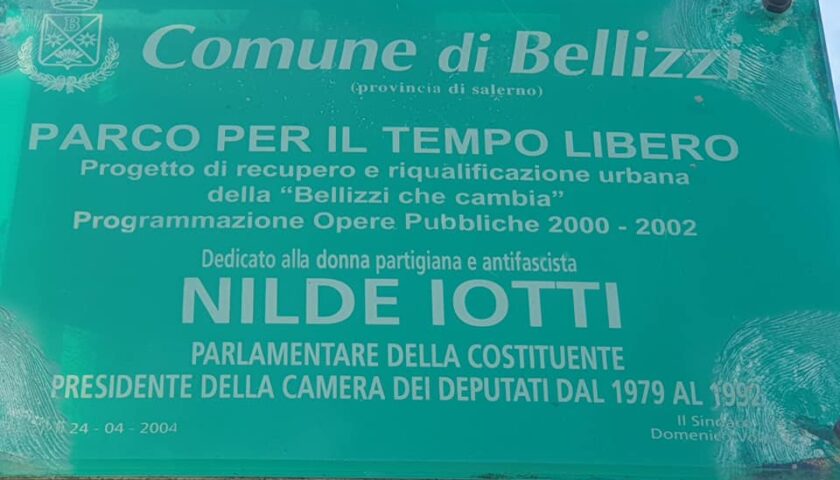 Comune di Bellizzi
(provincia di salerno)
PARCO PER IL TEMPO LIBERO
Progetto di recupero e riqualificazione urbana
della “Bellizzi che cambia”
Programmazione Opere Pubbliche 2000 - 2002
Dedicato alla donna partigiana e antifascista
NILDE IOTTI
PARLAMENTARE DELLA COSTITUENTE
PRESIDENTE DELLA CAMERA DEI DEPUTATI DAL 1979 AL 1992
24 - 04 - 2004
Il Sindaco
Domenico